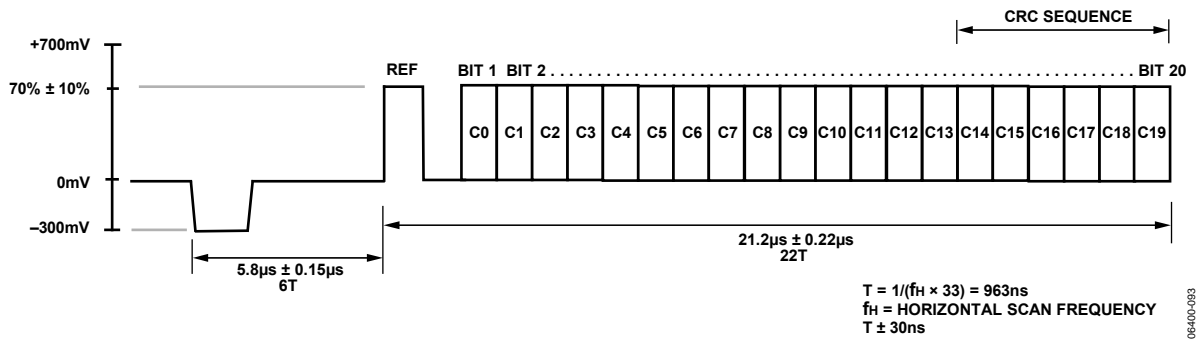 CRC SEQUENCE
+700mV
REF
BIT 1 BIT 2 . . . . . . . . . . . . . . . . . . . . . . . . . . . . . . . . . . . . . . . . . . . . . . . . . . . . . . . . . . . . . . . . . . . . . . BIT 20
70% ± 10%
C0 C1 C2 C3 C4 C5 C6 C7 C8 C9 C10 C11 C12 C13 C14 C15 C16 C17 C18 C19
0mV
–300mV
21.2µs ± 0.22µs
22T
5.8µs ± 0.15µs
6T
T = 1/(fH × 33) = 963ns
fH = HORIZONTAL SCAN FREQUENCY
T ± 30ns
06400-093